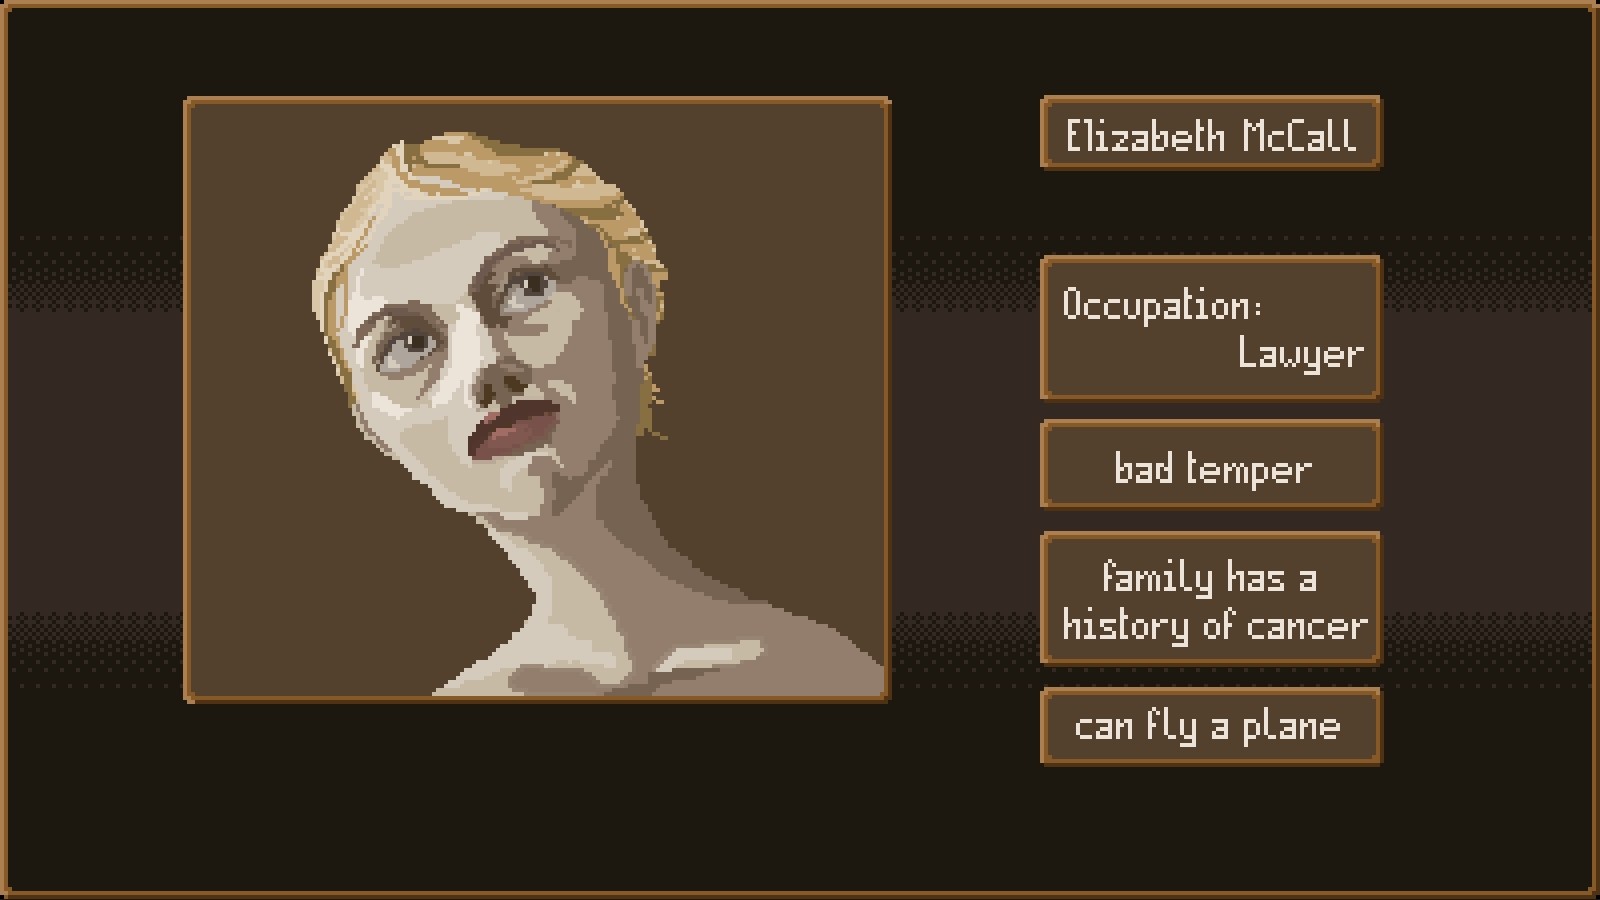 Elizabeth McCall
Occupation:
Lawyer
bad temper
family has a
history of cancer
can fly a plane